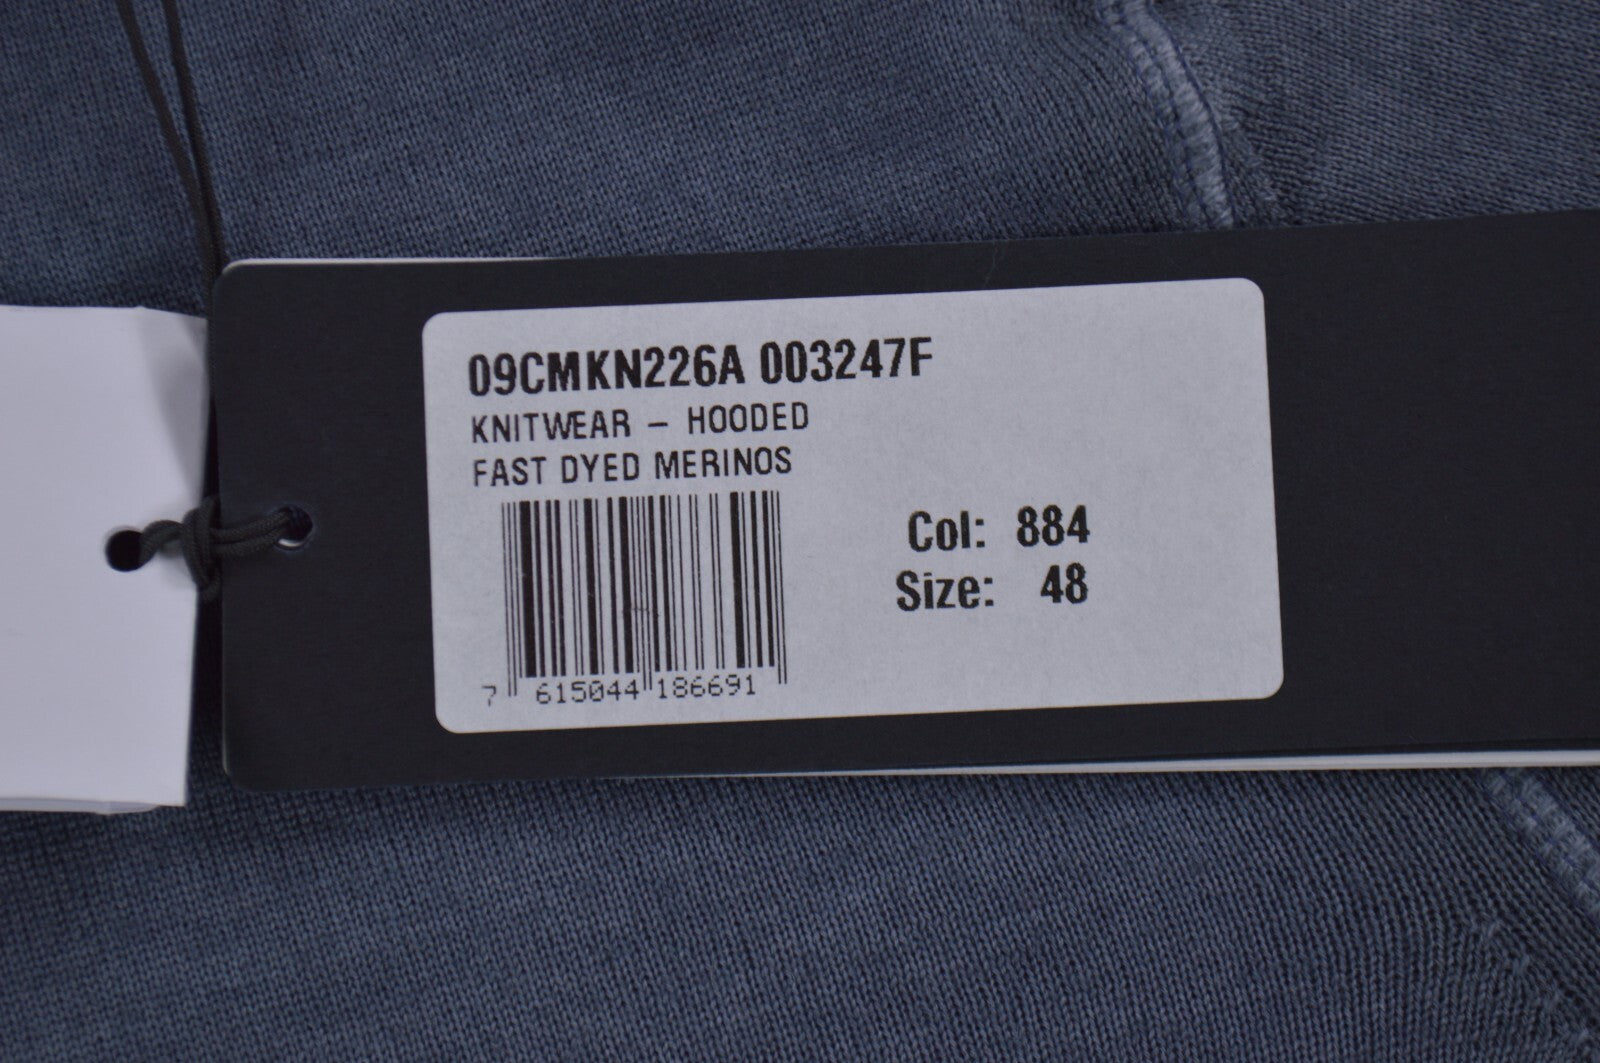 09CMKN226A 003247F
KNITWEAR – HOODED
FAST DYED MERINOS
Col: 884
Size: 48
7 615044 186691